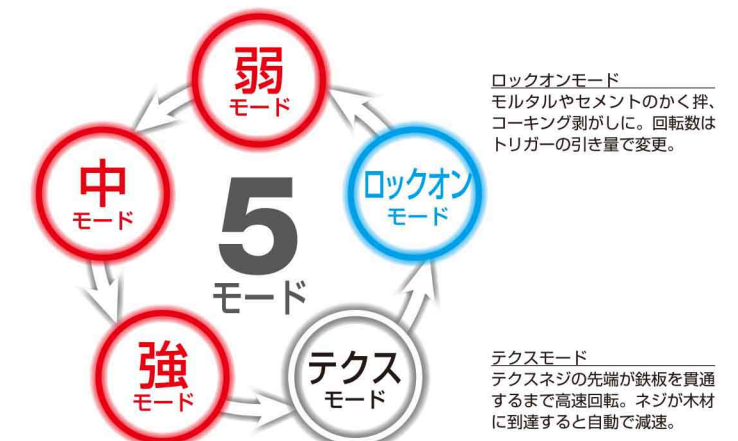 弱
モード
中
モード
強
モード
テクス
モード
ロックオン
モード
5
モード
ロックオンモード
モルタルやセメントのかく拌、
コーキング剥がしに。回転数は
トリガーの引き量で変更。
テクスモード
テクスネジの先端が鉄板を貫通
するまで高速回転。ネジが木材
に到達すると自動で減速。